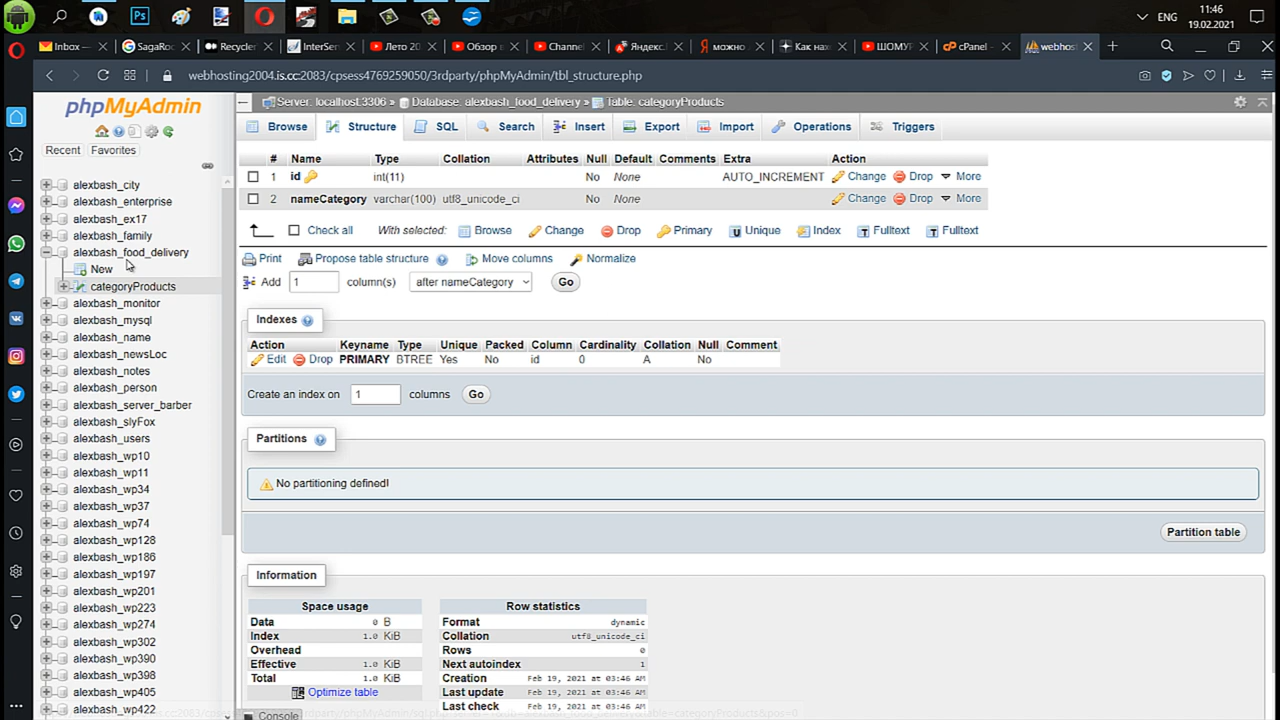 11:46
ENG
19.02.2021
Inbox —
SagaRo
Recycler
InterSer
Лето 20
Обзор в
Channel
Яндекс.
можно
Как нах
ШОМУР
cPanel -
webhos
webhosting2004.is.cc:2083/cpsess4769259050/3rdparty/phpMyAdmin/tbl_structure.php
phpMyAdmin
Recent Favorites
alexbash_city
alexbash_enterprise
alexbash_ex17
alexbash_family
alexbash_food_delivery
New
categoryProducts
alexbash_monitor
alexbash_mysql
alexbash_name
alexbash_newsLoc
alexbash_notes
alexbash_person
alexbash_server_barber
alexbash_slyFox
alexbash_users
alexbash_wp10
alexbash_wp11
alexbash_wp34
alexbash_wp37
alexbash_wp74
alexbash_wp128
alexbash_wp186
alexbash_wp197
alexbash_wp201
alexbash_wp223
alexbash_wp274
alexbash_wp302
alexbash_wp390
alexbash_wp398
alexbash_wp405
alexbash_wp422
Server: localhost:3306 » Database: alexbash_food_delivery » Table: categoryProducts
Browse Structure SQL Search Insert Export Import Operations Triggers
# Name Type Collation Attributes Null Default Comments Extra Action
1 id int(11) No None AUTO_INCREMENT Change Drop More
2 nameCategory varchar(100) utf8_unicode_ci No None Change Drop More
Check all With selected: Browse Change Drop Primary Unique Index Fulltext Fulltext
Print Propose table structure Move columns Normalize
Add 1 column(s) after nameCategory Go
Indexes
Action Keyname Type Unique Packed Column Cardinality Collation Null Comment
Edit Drop PRIMARY BTREE Yes No id 0 A No
Create an index on 1 columns Go
Partitions
No partitioning defined!
Partition table
Information
Space usage
Data 0 B
Index 1.0 KiB
Overhead
Effective 1.0 KiB
Total 1.0 KiB
Optimize table
Row statistics
Format dynamic
Collation utf8_unicode_ci
Rows 0
Next autoindex 1
Creation Feb 19, 2021 at 03:46 AM
Last update Feb 19, 2021 at 03:46 AM
Last check Feb 19, 2021 at 03:46 AM
Console